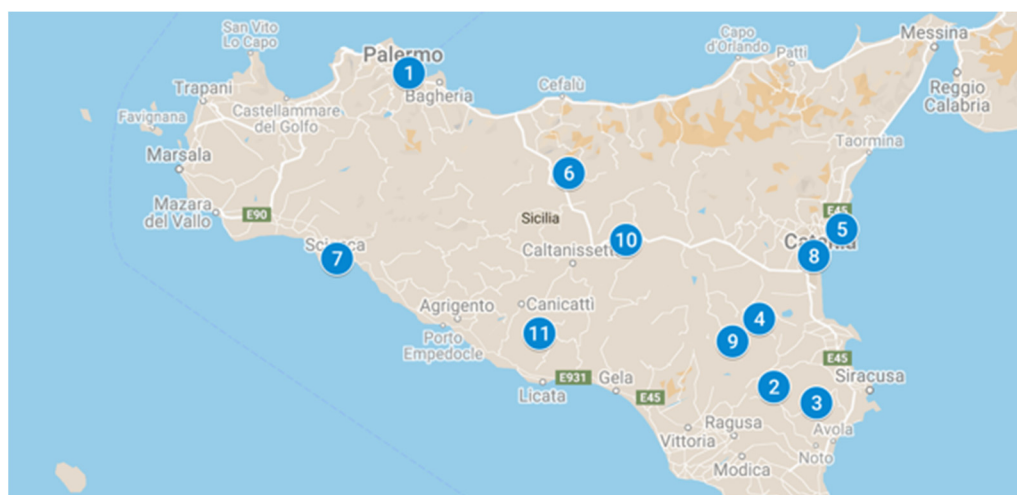 San Vito
Lo Capo
Palermo
1
Bagheria
Trapani
Castellammare
del Golfo
Favignana
Marsala
Mazara
del Vallo
E90
7
Cefalù
Capo
d'Orlando
Patti
Messina
Reggio
Calabria
Taormina
6
Sicilia
10
Caltanissetta
E45
5
Catania
8
Agrigento
Porto
Empedocle
Canicattì
11
Licata
E931
Gela
E45
4
9
2
3
E45
Siracusa
Avola
Noto
Ragusa
Vittoria
Modica